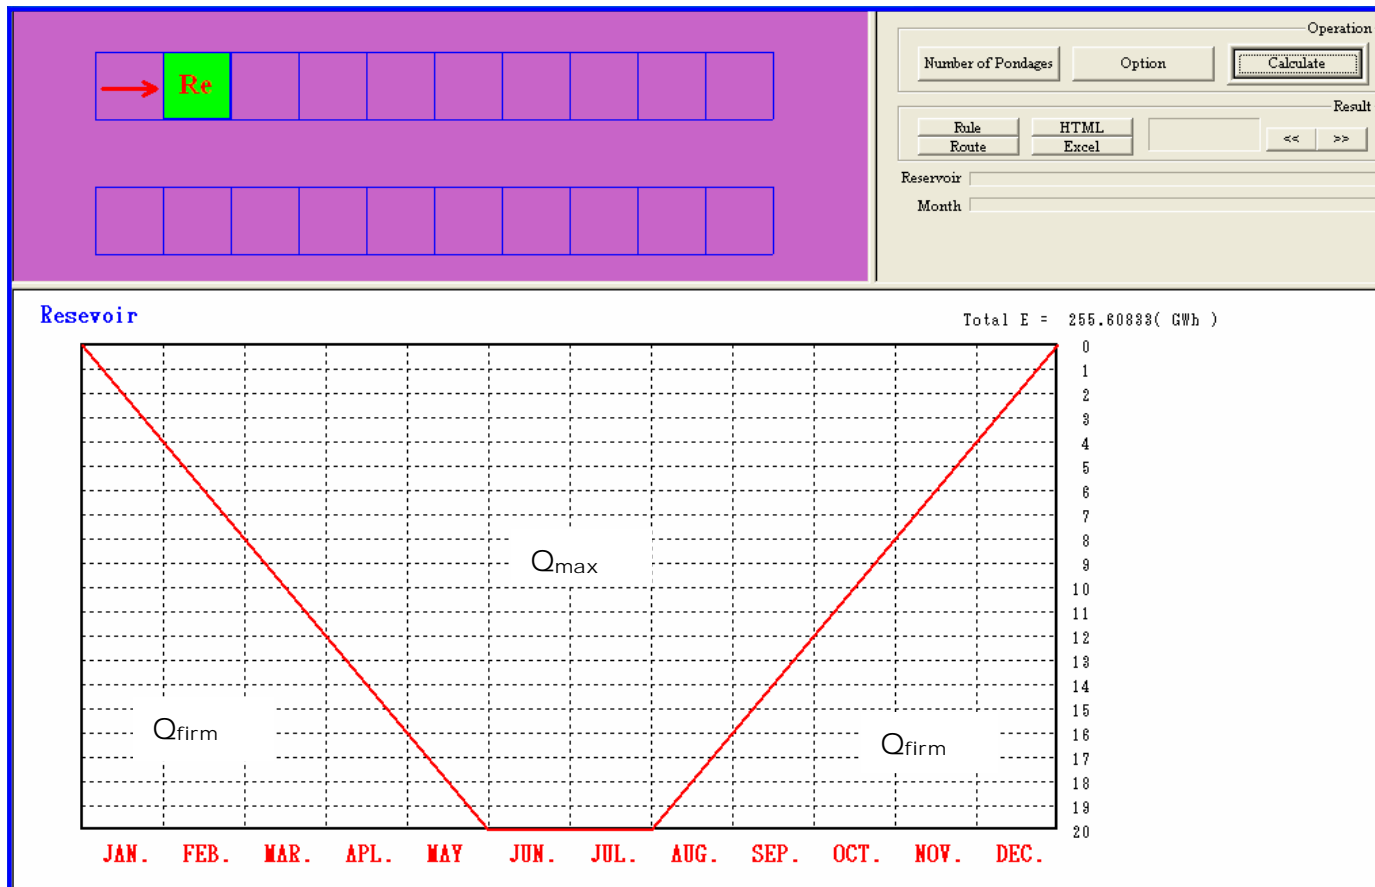 Re
Operation
Number of Pondages Option Calculate
Result
Rule HTML
Route Excel << >>
Reservoir
Month
Resevoir
Total E = 255.60833( GWh )
0
1
2
3
4
5
6
7
8
9
10
11
12
13
14
15
16
17
18
19
20
Qmax
Qfirm
Qfirm
JAN. FEB. MAR. APL. MAY JUN. JUL. AUG. SEP. OCT. NOV. DEC.